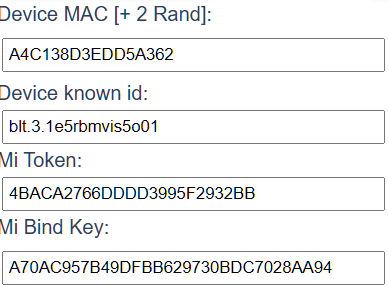 Device MAC [+ 2 Rand]:
A4C138D3EDD5A362
Device known id:
blt.3.1e5rbmvis5o01
Mi Token:
4BACA2766DDDD3995F2932BB
Mi Bind Key:
A70AC957B49DFBB629730BDC7028AA94